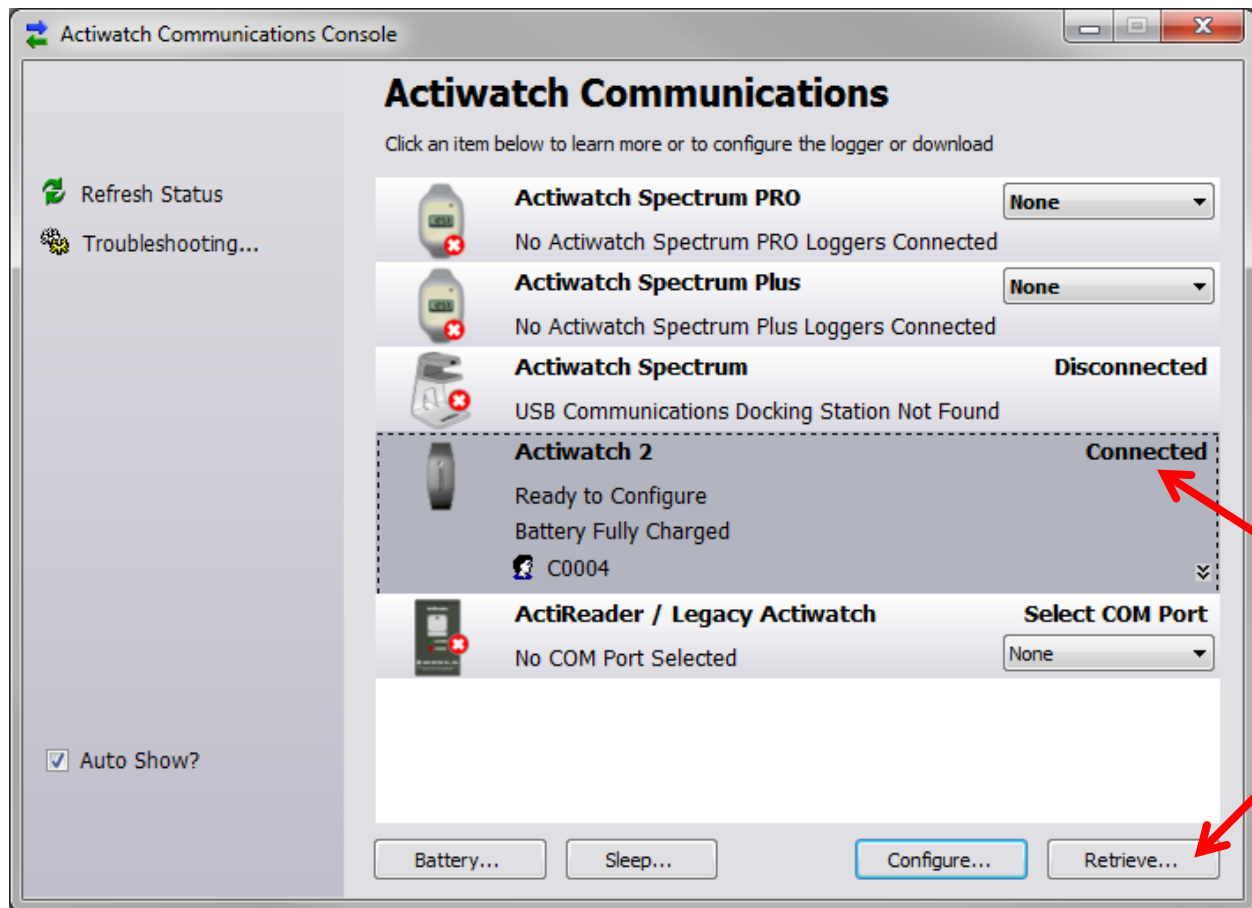 Actiwatch Communications Console
Actiwatch Communications
Click an item below to learn more or to configure the logger or download
Refresh Status
Troubleshooting...
Actiwatch Spectrum PRO
None
No Actiwatch Spectrum PRO Loggers Connected
Actiwatch Spectrum Plus
None
No Actiwatch Spectrum Plus Loggers Connected
Actiwatch Spectrum
Disconnected
USB Communications Docking Station Not Found
Actiwatch 2
Connected
Ready to Configure
Battery Fully Charged
C0004
ActiReader / Legacy Actiwatch
Select COM Port
No COM Port Selected
None
Auto Show?
Battery...
Sleep...
Configure...
Retrieve...